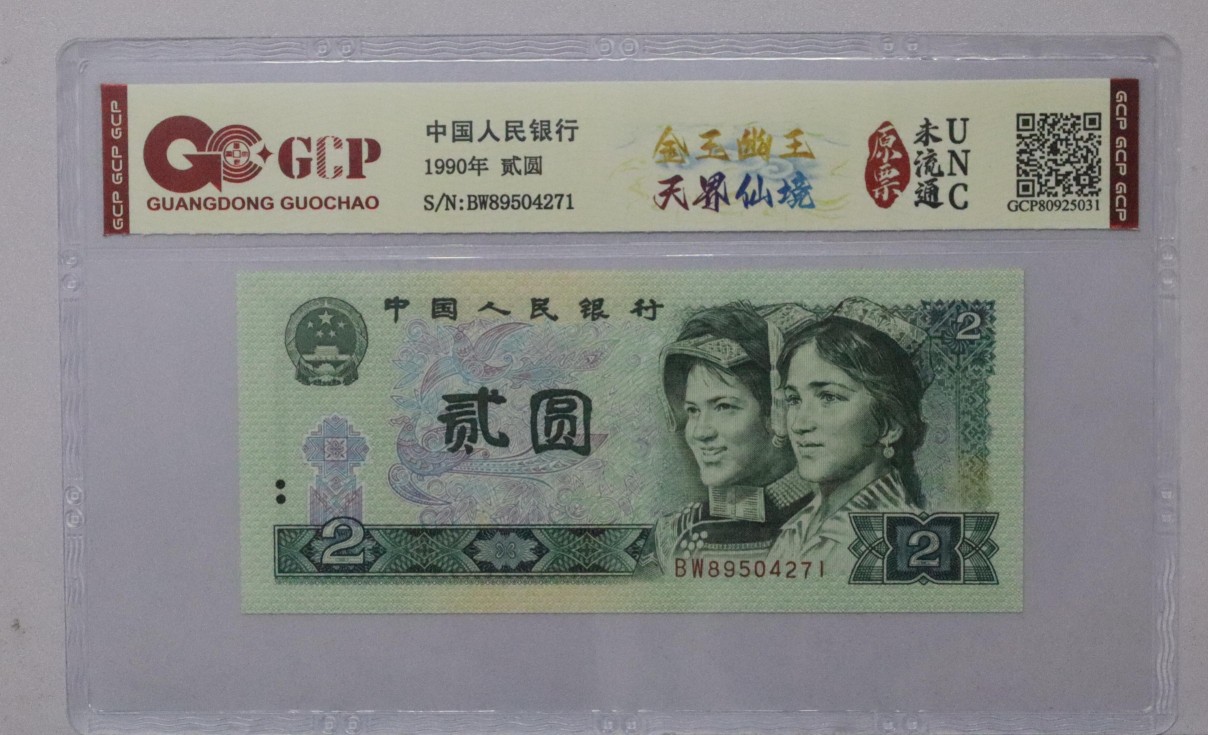 GCP GCP GCP
GCP
GUANGDONG GUOCHAO
中国人民银行
1990年 贰圆
S/N:BW89504271
金玉幽王
天界仙境
原票
未流通
UNC
GCP80925031
GCP GCP GCP
中国人民银行
贰圆
2
2
2
BW89504271